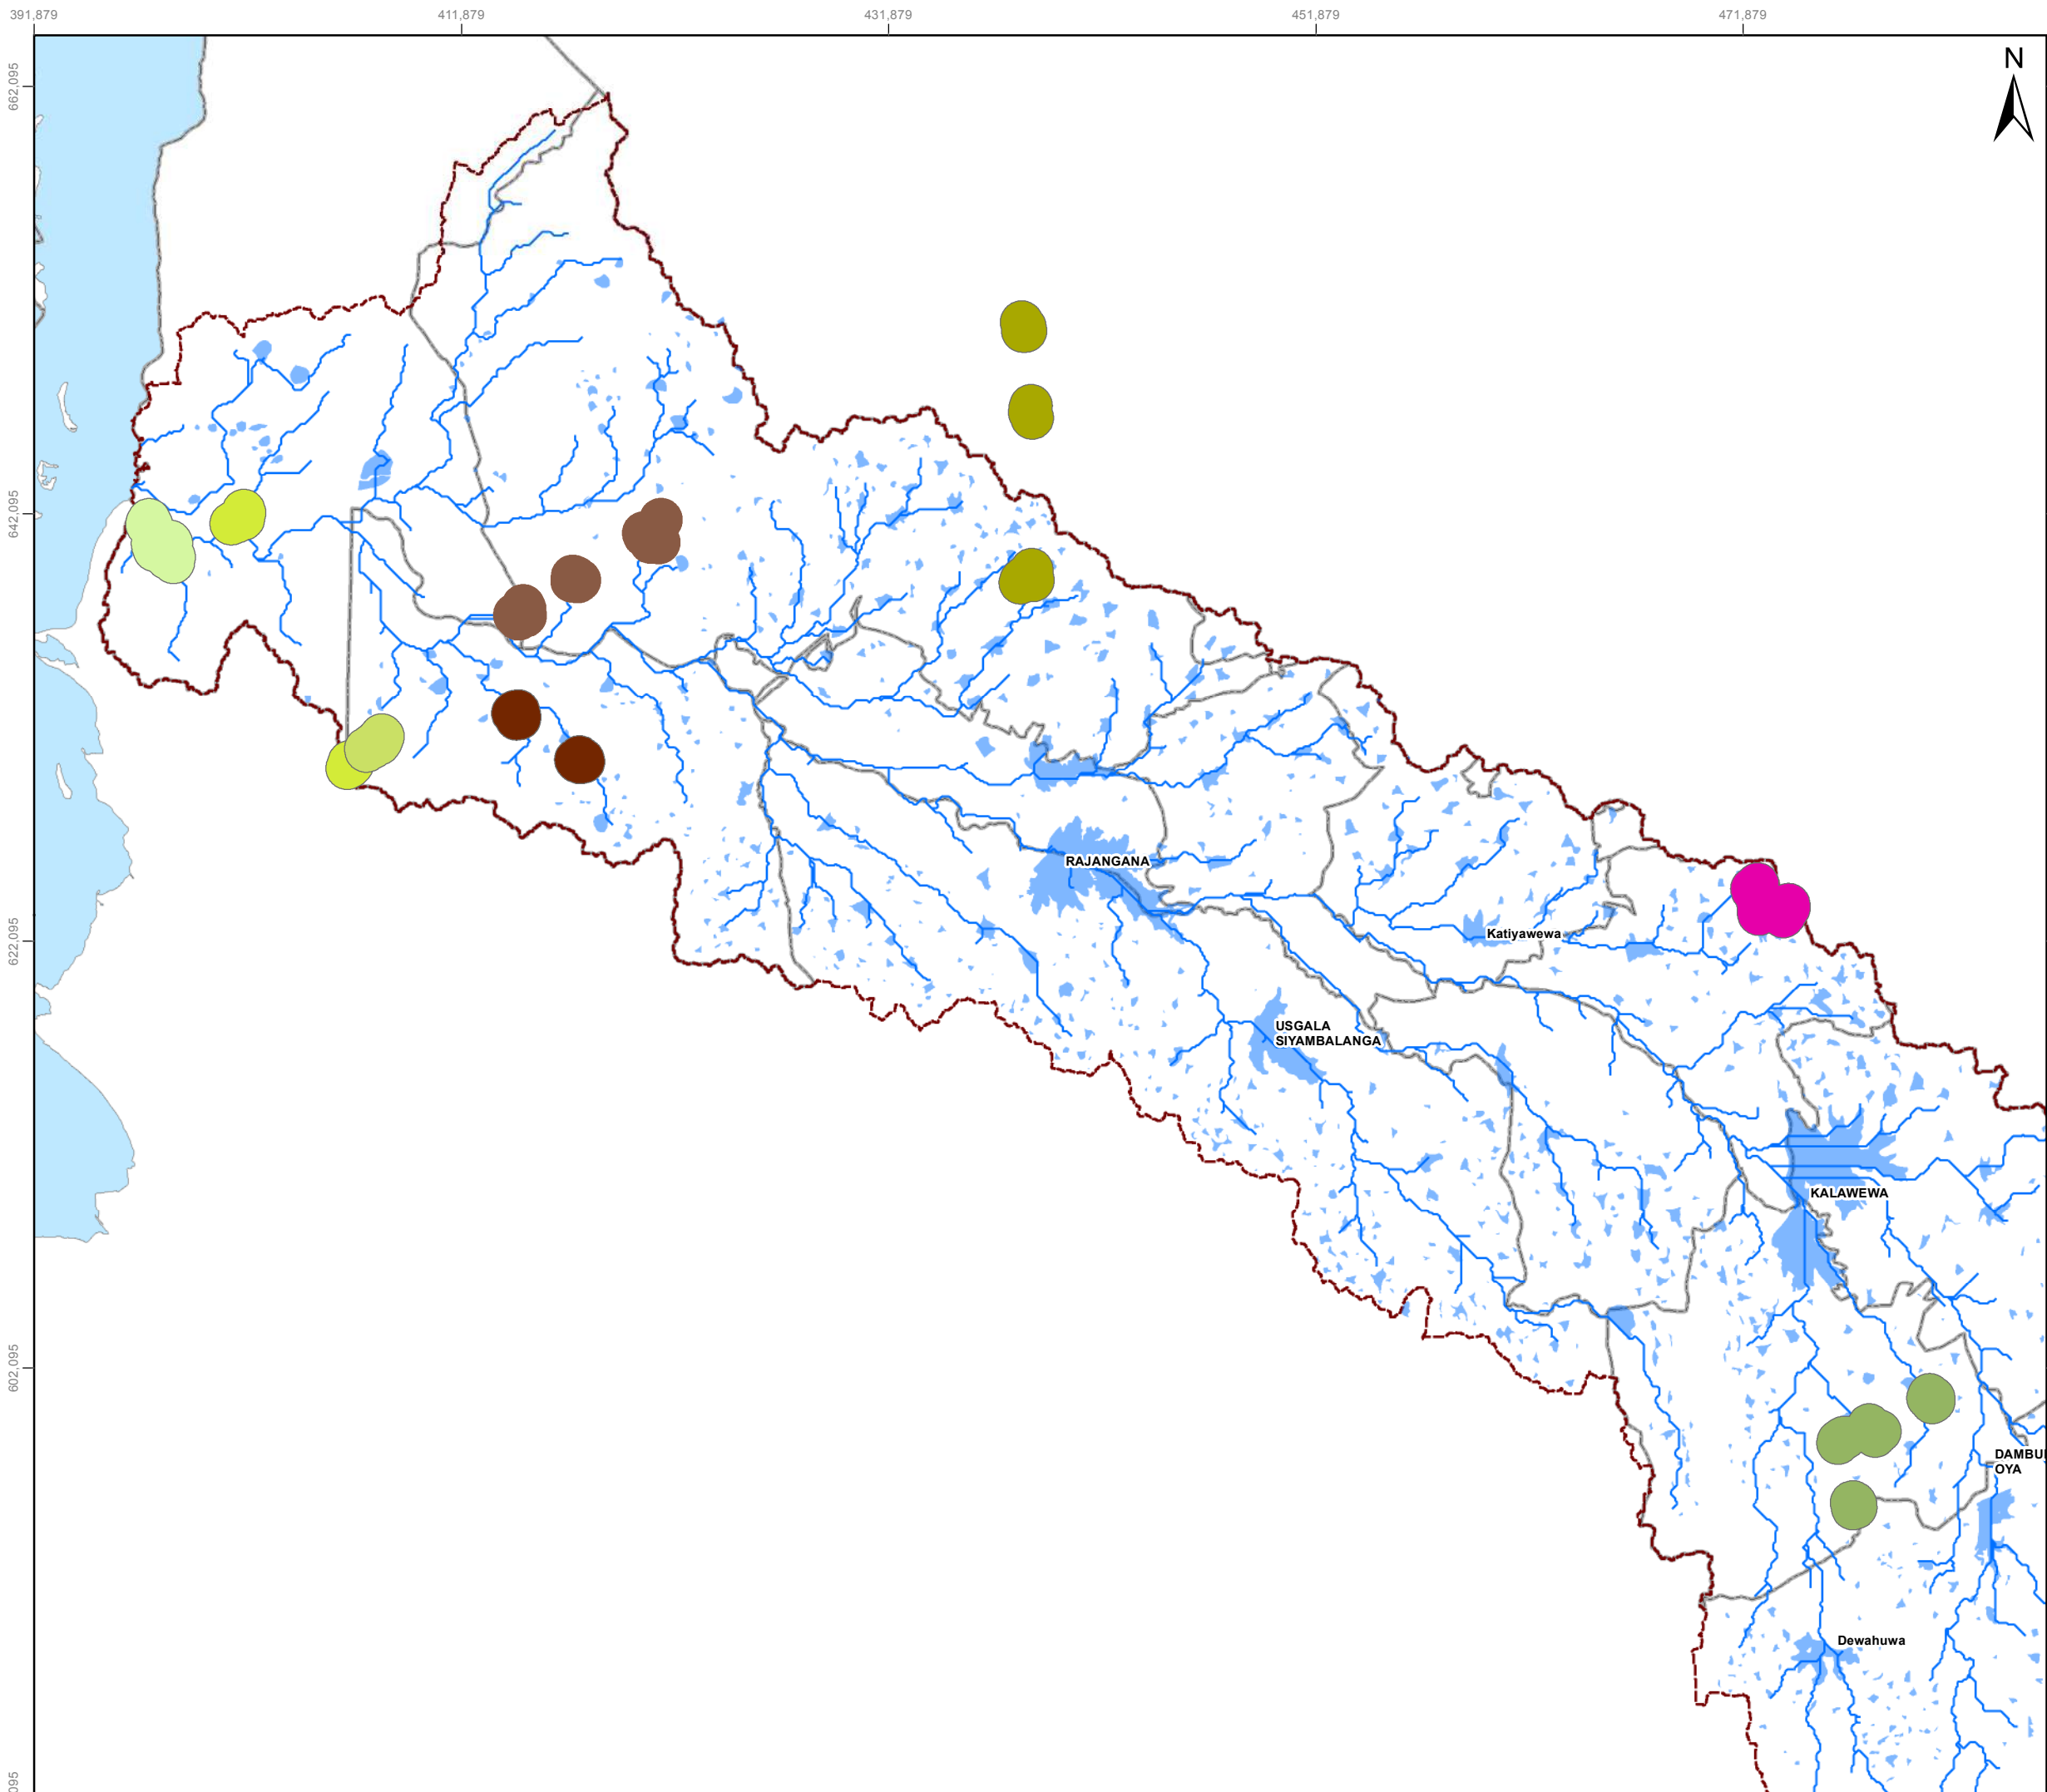 391,879
411,879
431,879
451,879
471,879
N
662,095
642,095
RAJANGANA
622,095
Katiyawewa
USGALA
SIYAMBALANGA
KALAWEWA
602,095
OYA
Dewahuwa